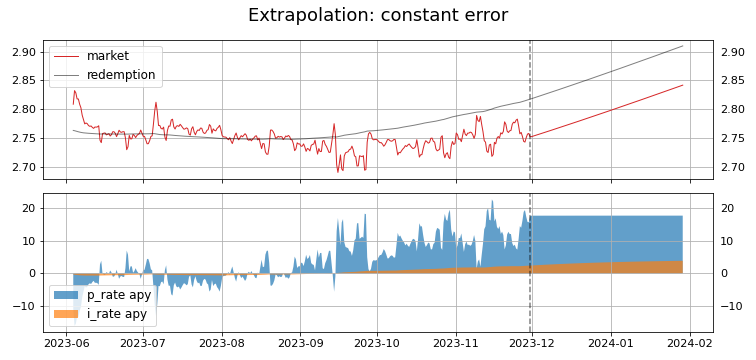 Extrapolation: constant error
2.90 2.90
market
redemption
2.85 2.85
2.80 2.80
2.75 2.75
2.70 2.70
20 20
10 10
0 0
p_rate apy
−10 −10
i_rate apy
2023-06 2023-07 2023-08 2023-09 2023-10 2023-11 2023-12 2024-01 2024-02